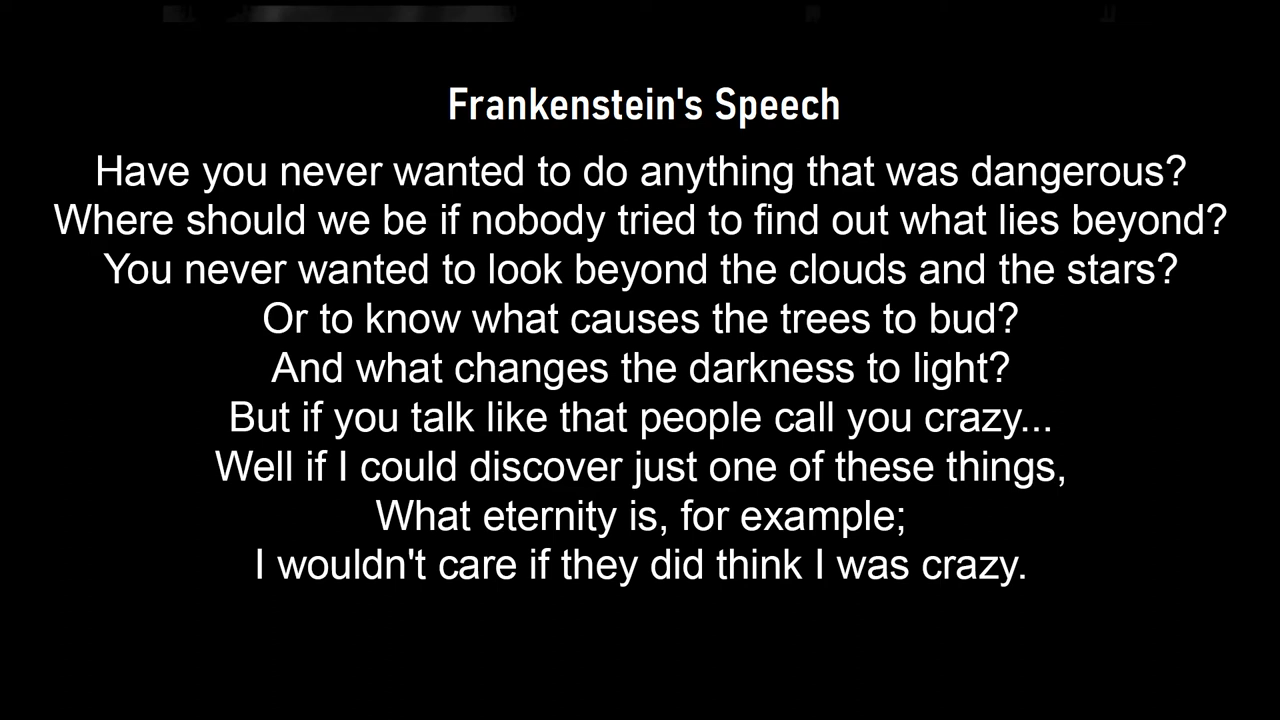 Frankenstein's Speech
Have you never wanted to do anything that was dangerous?
Where should we be if nobody tried to find out what lies beyond?
You never wanted to look beyond the clouds and the stars?
Or to know what causes the trees to bud?
And what changes the darkness to light?
But if you talk like that people call you crazy...
Well if I could discover just one of these things,
What eternity is, for example;
I wouldn't care if they did think I was crazy.